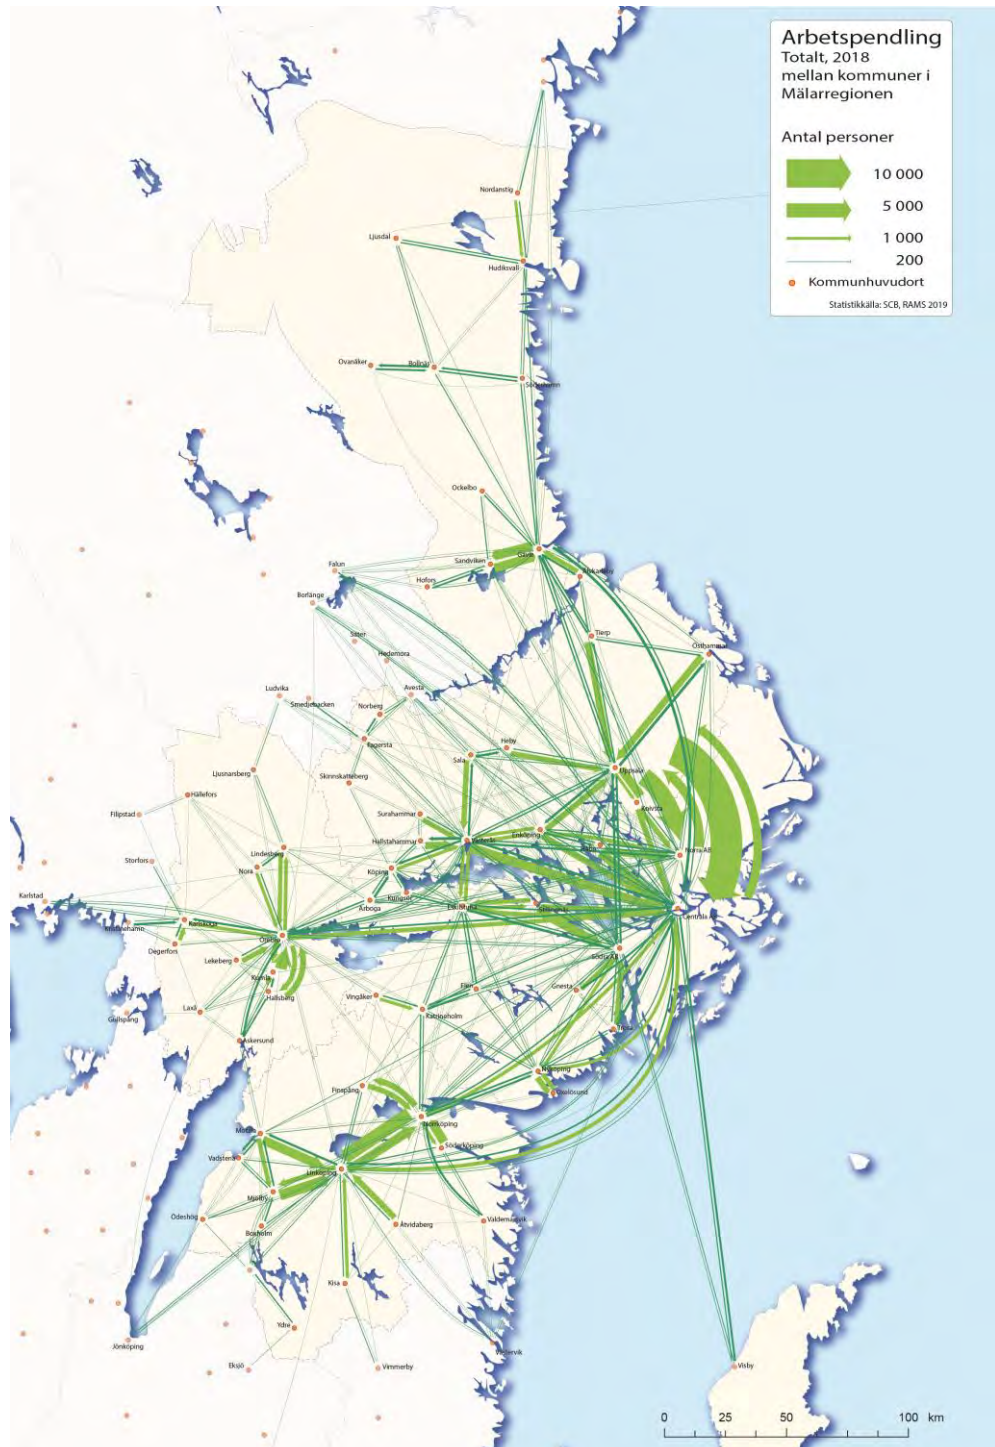 Arbetspendling
Totalt, 2018
mellan kommuner i
Mälarregionen
Antal personer
10 000
5 000
1 000
200
Kommunhuvudort
Statistikkälla: SCB, RAMS 2019
Nordanstig
Ljusdal
Hudiksvall
Ovanåker
Bollnäs
Söderhamn
Ockelbo
Gävle
Sandviken
Falun
Hofors
Älvkarleby
Borlänge
Tierp
Säter
Östhammar
Hedemora
Ludvika
Avesta
Smedjebacken
Norberg
Fagersta
Heby
Sala
Uppsala
Ljusnarsberg
Skinnskatteberg
Hällefors
Knivsta
Filipstad
Surahammar
Enköping
Hallstahammar
Västerås
Håbo
Norra AB
Lindesberg
Storfors
Nora
Köping
Karlstad
Kungsör
Arboga
Eskilstuna
Strängnäs
Centrala
Karlskoga
Kristinehamn
Örebro
Degerfors
Södra AB
Lekeberg
Kumla
Flen
Gnesta
Hallsberg
Vingåker
Laxå
Gullspång
Katrineholm
Trosa
Askersund
Nyköping
Finspång
Oxelösund
Norrköping
Motala
Söderköping
Vadstena
Linköping
Mjölby
Ödeshög
Åtvidaberg
Valdemarsvik
Boxholm
Kisa
Ydre
Jönköping
Västervik
Eksjö
Vimmerby
Visby
0 25 50 100 km